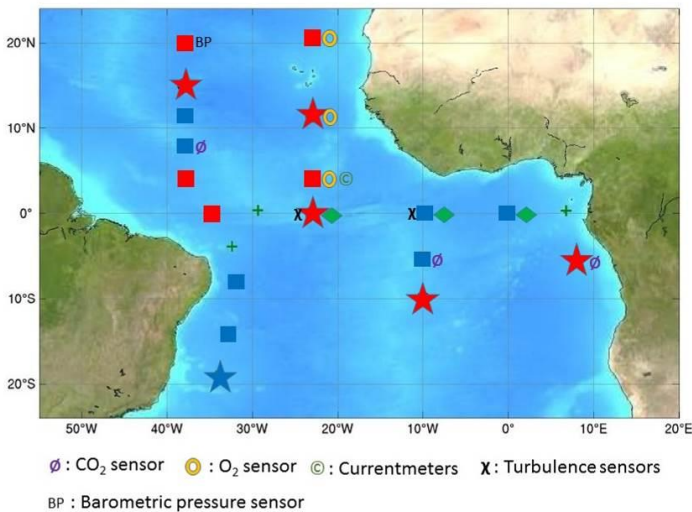 20°N
BP
O
O
10°N
Ø
O ©
0°
χ χ
Ø Ø
10°S
20°S
50°W 40°W 30°W 20°W 10°W 0° 10°E 20°E
Ø : CO₂ sensor O : O₂ sensor © : Currentmeters χ : Turbulence sensors
BP : Barometric pressure sensor